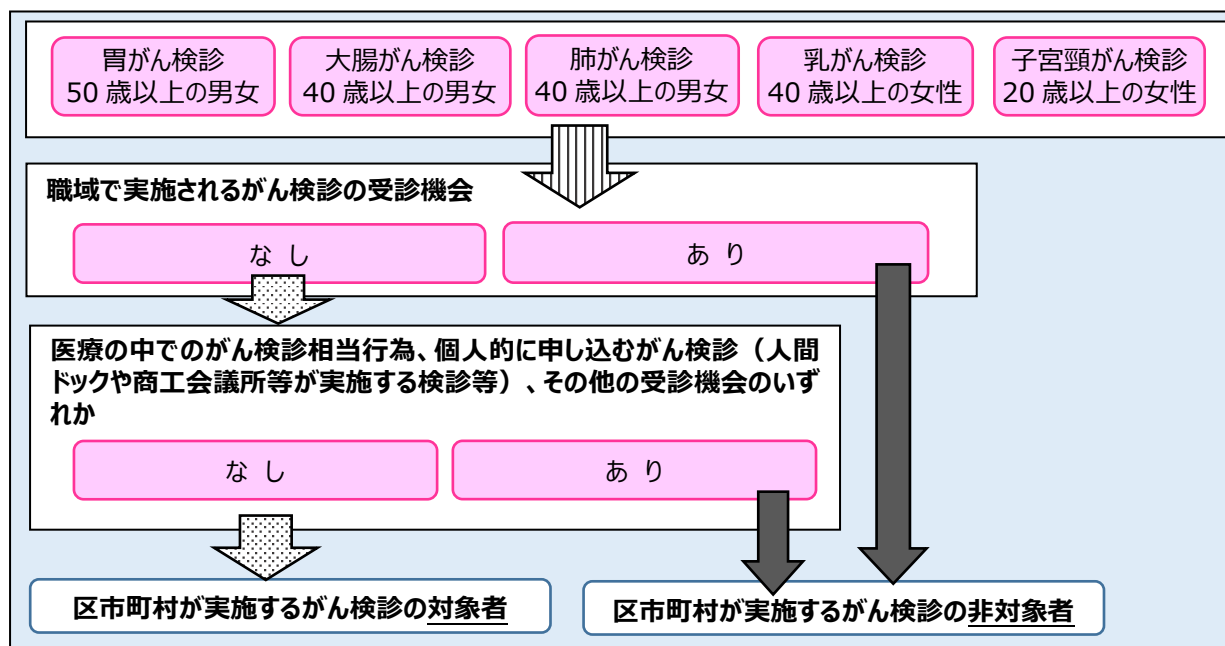 胃がん検診
50 歳以上の男女
大腸がん検診
40 歳以上の男女
肺がん検診
40 歳以上の男女
乳がん検診
40 歳以上の女性
子宮頸がん検診
20 歳以上の女性
職域で実施されるがん検診の受診機会
な し
あ り
医療の中でのがん検診相当行為、個人的に申し込むがん検診（人間
ドックや商工会議所等が実施する検診等）、その他の受診機会のいず
れか
な し
あ り
区市町村が実施するがん検診の対象者
区市町村が実施するがん検診の非対象者